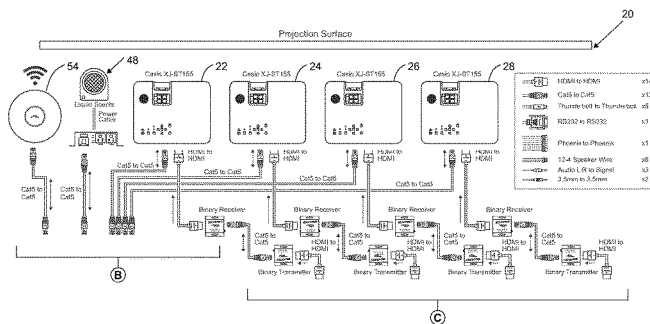 Projection Surface
20
54
48
22
24
26
28
Casio XJ-ST155
Casio XJ-ST155
Casio XJ-ST155
Casio XJ-ST155
Liquid Scents
Power
HDMI to HDMI
Cat5 to Cat5
Thunderbolt to Thunderbolt
RS232 to RS232
Phoenix to Phoenix
12-4 Speaker Wire x8
Audio L/R to Signal x3
3.5mm to 3.5mm x2
HDMI to
HDMI
HDMI to
HDMI
HDMI to
HDMI
HDMI to
HDMI
Cat5 to Cat5
Cat5 to Cat5
Cat5 to Cat5
Cat5 to Cat5
Cat5 to
Cat5
Cat5 to
Cat5
Binary Receiver
Binary Receiver
Binary Receiver
Binary Receiver
Cat5 to
Cat5
Cat5 to
Cat5
Cat5 to
Cat5
Cat5 to
Cat5
HDMI to
HDMI
HDMI to
HDMI
HDMI to
HDMI
HDMI to
HDMI
Binary Transmitter
Binary Transmitter
Binary Transmitter
Binary Transmitter
B
C